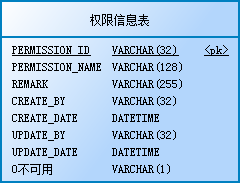 权限信息表
PERMISSION_ID VARCHAR(32) <pk>
PERMISSION_NAME VARCHAR(128)
REMARK VARCHAR(255)
CREATE_BY VARCHAR(32)
CREATE_DATE DATETIME
UPDATE_BY VARCHAR(32)
UPDATE_DATE DATETIME
0不可用 VARCHAR(1)